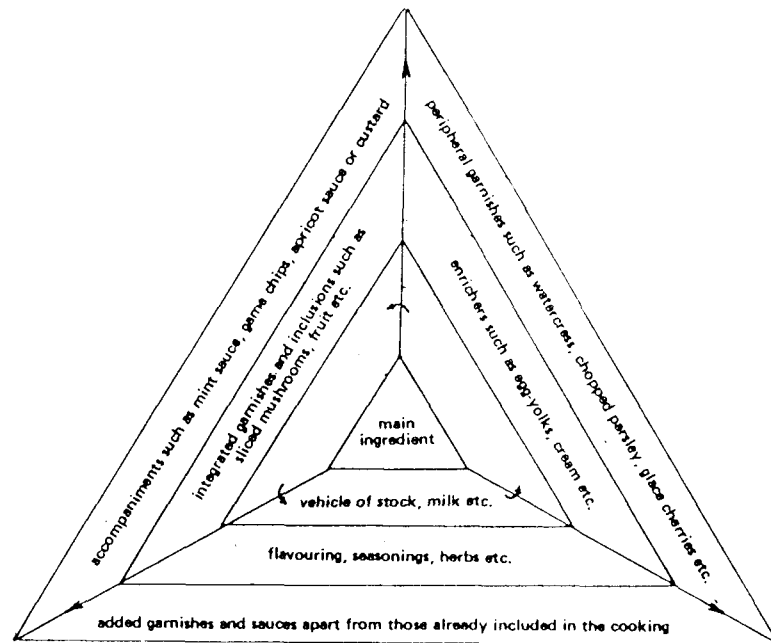 accompaniments such as mint sauce, game chips, apricot sauce or custard
peripheral garnishes such as watercress, chopped parsley, glace cherries etc.
integrated garnishes and inclusions such as
sliced mushrooms, fruit etc.
enrichers such as egg-yolks, cream etc.
main
ingredient
vehicle of stock, milk etc.
flavouring, seasonings, herbs etc.
added garnishes and sauces apart from those already included in the cooking